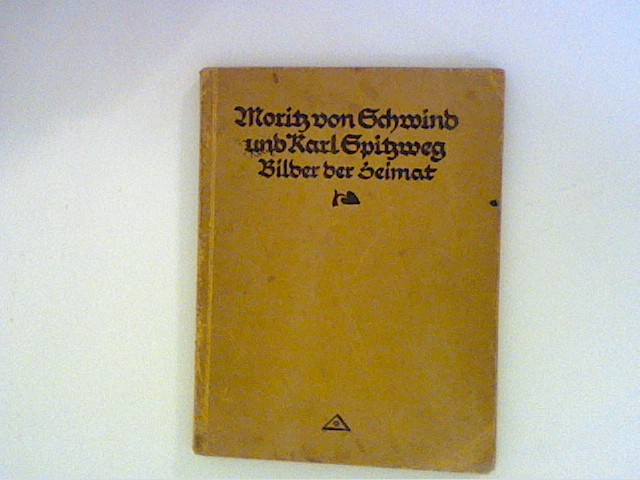 Moritz von Schwind
und Karl Spitzweg
Bilder der Heimat